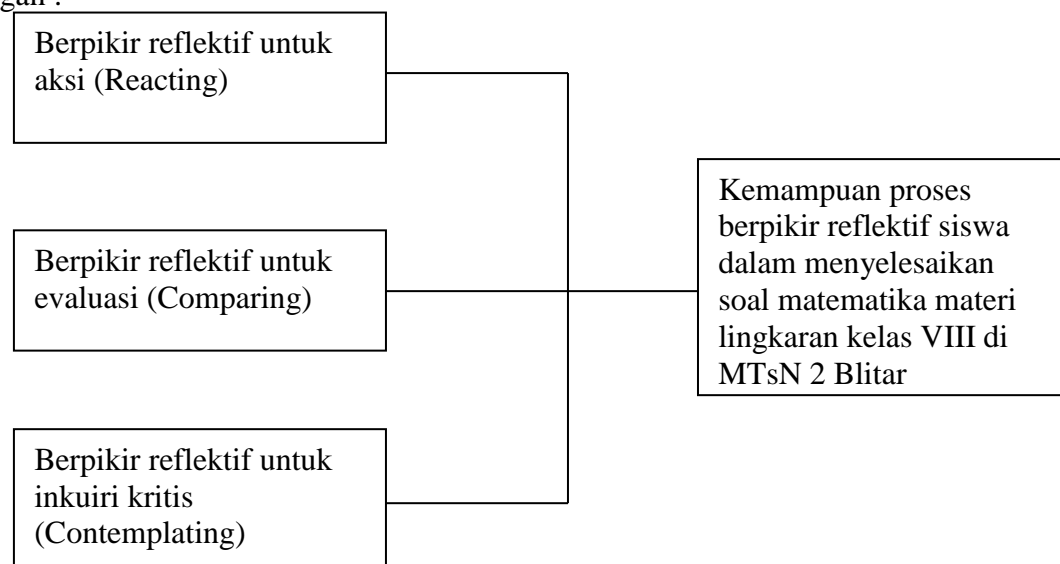 Berpikir reflektif untuk
aksi (Reacting)
Berpikir reflektif untuk
evaluasi (Comparing)
Berpikir reflektif untuk
inkuiri kritis
(Contemplating)
Kemampuan proses
berpikir reflektif siswa
dalam menyelesaikan
soal matematika materi
lingkaran kelas VIII di
MTsN 2 Blitar